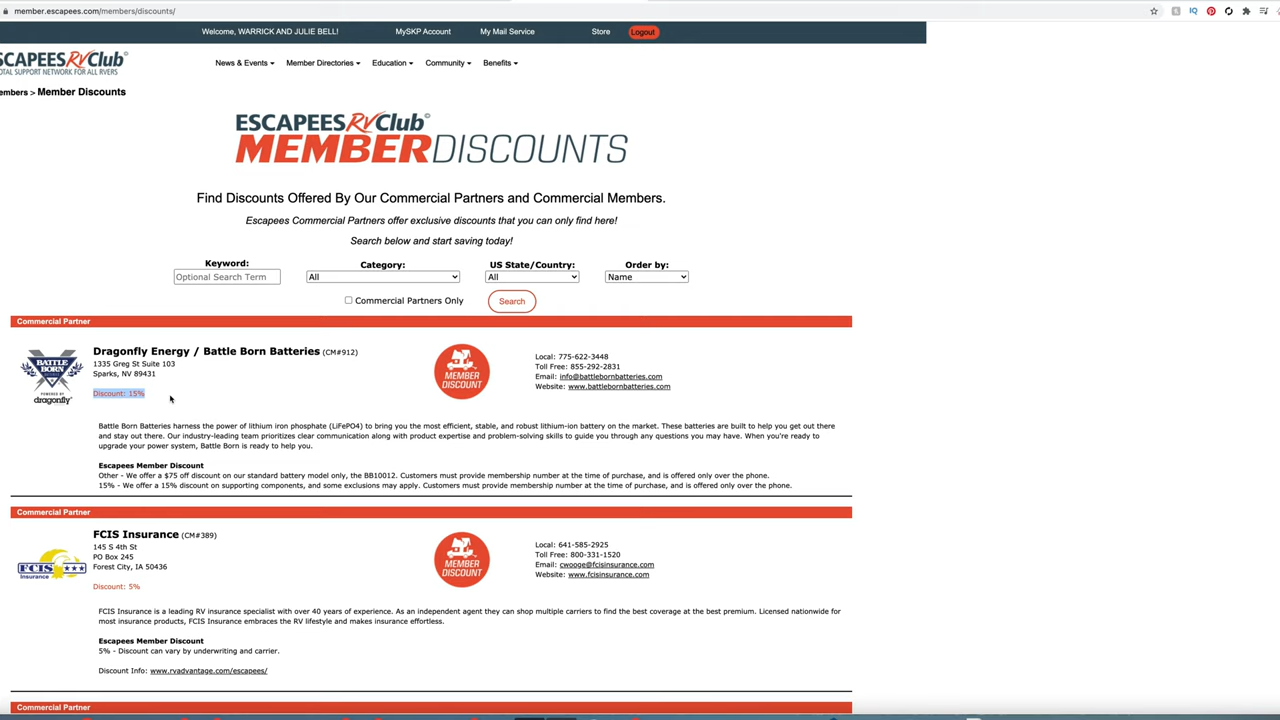 member.escapees.com/members/discounts/
Welcome, WARRICK AND JULIE BELL!
MySKP Account
My Mail Service
Store
Logout
SCAPEES RV CLUB
OTAL SUPPORT NETWORK FOR ALL RVERS
News & Events
Member Directories
Education
Community
Benefits
embers > Member Discounts
ESCAPEES RV CLUB
MEMBERDISCOUNTS
Find Discounts Offered By Our Commercial Partners and Commercial Members.
Escapees Commercial Partners offer exclusive discounts that you can only find here!
Search below and start saving today!
Keyword:
Category:
US State/Country:
Order by:
Optional Search Term
All
All
Name
Commercial Partners Only
Search
Commercial Partner
BATTLE BORN
POWERED BY
dragonfly
Dragonfly Energy / Battle Born Batteries (CM#912)
1335 Greg St Suite 103
Sparks, NV 89431
Discount: 15%
MEMBER DISCOUNT
Local: 775-622-3448
Toll Free: 855-292-2831
Email: info@battlebornbatteries.com
Website: www.battlebornbatteries.com
Battle Born Batteries harness the power of lithium iron phosphate (LiFePO4) to bring you the most efficient, stable, and robust lithium-ion battery on the market. These batteries are built to help you get out there
and stay out there. Our industry-leading team prioritizes clear communication along with product expertise and problem-solving skills to guide you through any questions you may have. When you're ready to
upgrade your power system, Battle Born is ready to help you.
Escapees Member Discount
Other - We offer a $75 off discount on our standard battery model only, the BB10012. Customers must provide membership number at the time of purchase, and is offered only over the phone.
15% - We offer a 15% discount on supporting components, and some exclusions may apply. Customers must provide membership number at the time of purchase, and is offered only over the phone.
Commercial Partner
FCIS
Insurance
FCIS Insurance (CM#389)
145 S 4th St
PO Box 245
Forest City, IA 50436
Discount: 5%
MEMBER DISCOUNT
Local: 641-585-2925
Toll Free: 800-331-1520
Email: cwooge@fcisinsurance.com
Website: www.fcisinsurance.com
FCIS Insurance is a leading RV insurance specialist with over 40 years of experience. As an independent agent they can shop multiple carriers to find the best coverage at the best premium. Licensed nationwide for
most insurance products, FCIS Insurance embraces the RV lifestyle and makes insurance effortless.
Escapees Member Discount
5% - Discount can vary by underwriting and carrier.
Discount Info: www.rvadvantage.com/escapees/
Commercial Partner